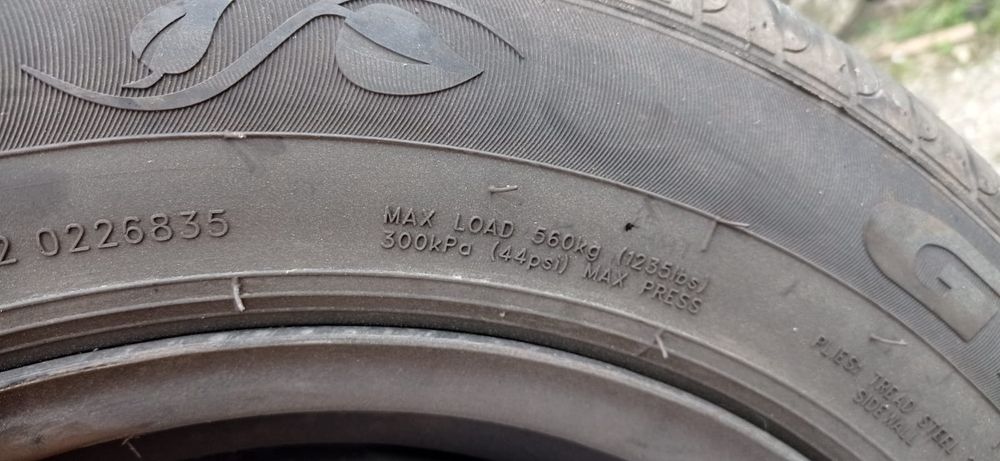 2 0226835
MAX LOAD 560kg (1235lbs)
300kPa (44psi) MAX PRESS
G
PLIES: TREAD STEEL
SIDEWALL